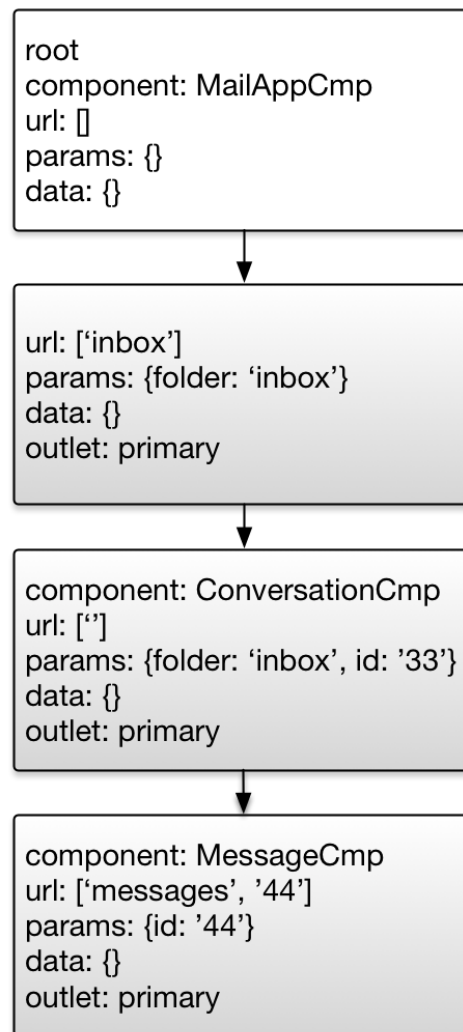 root
component: MailAppCmp
url: []
params: {}
data: {}
url: [‘inbox’]
params: {folder: ‘inbox’}
data: {}
outlet: primary
component: ConversationCmp
url: [‘’]
params: {folder: ‘inbox’, id: ’33’}
data: {}
outlet: primary
component: MessageCmp
url: [‘messages’, ’44’]
params: {id: ’44’}
data: {}
outlet: primary